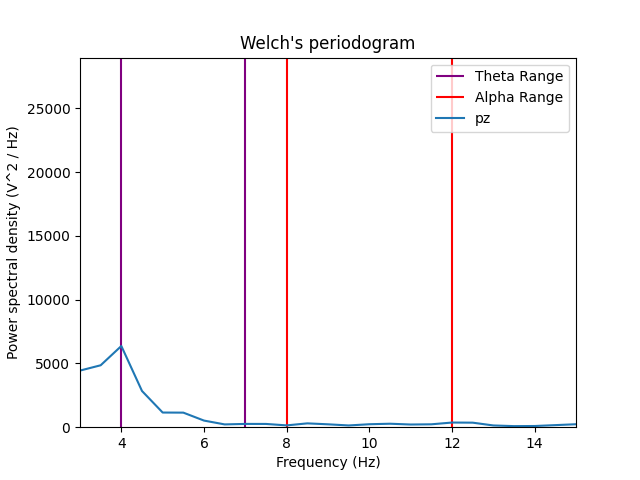 Welch's periodogram
Theta Range
Alpha Range
pz
Power spectral density (V^2 / Hz)
25000
20000
15000
10000
5000
0
4 6 8 10 12 14
Frequency (Hz)